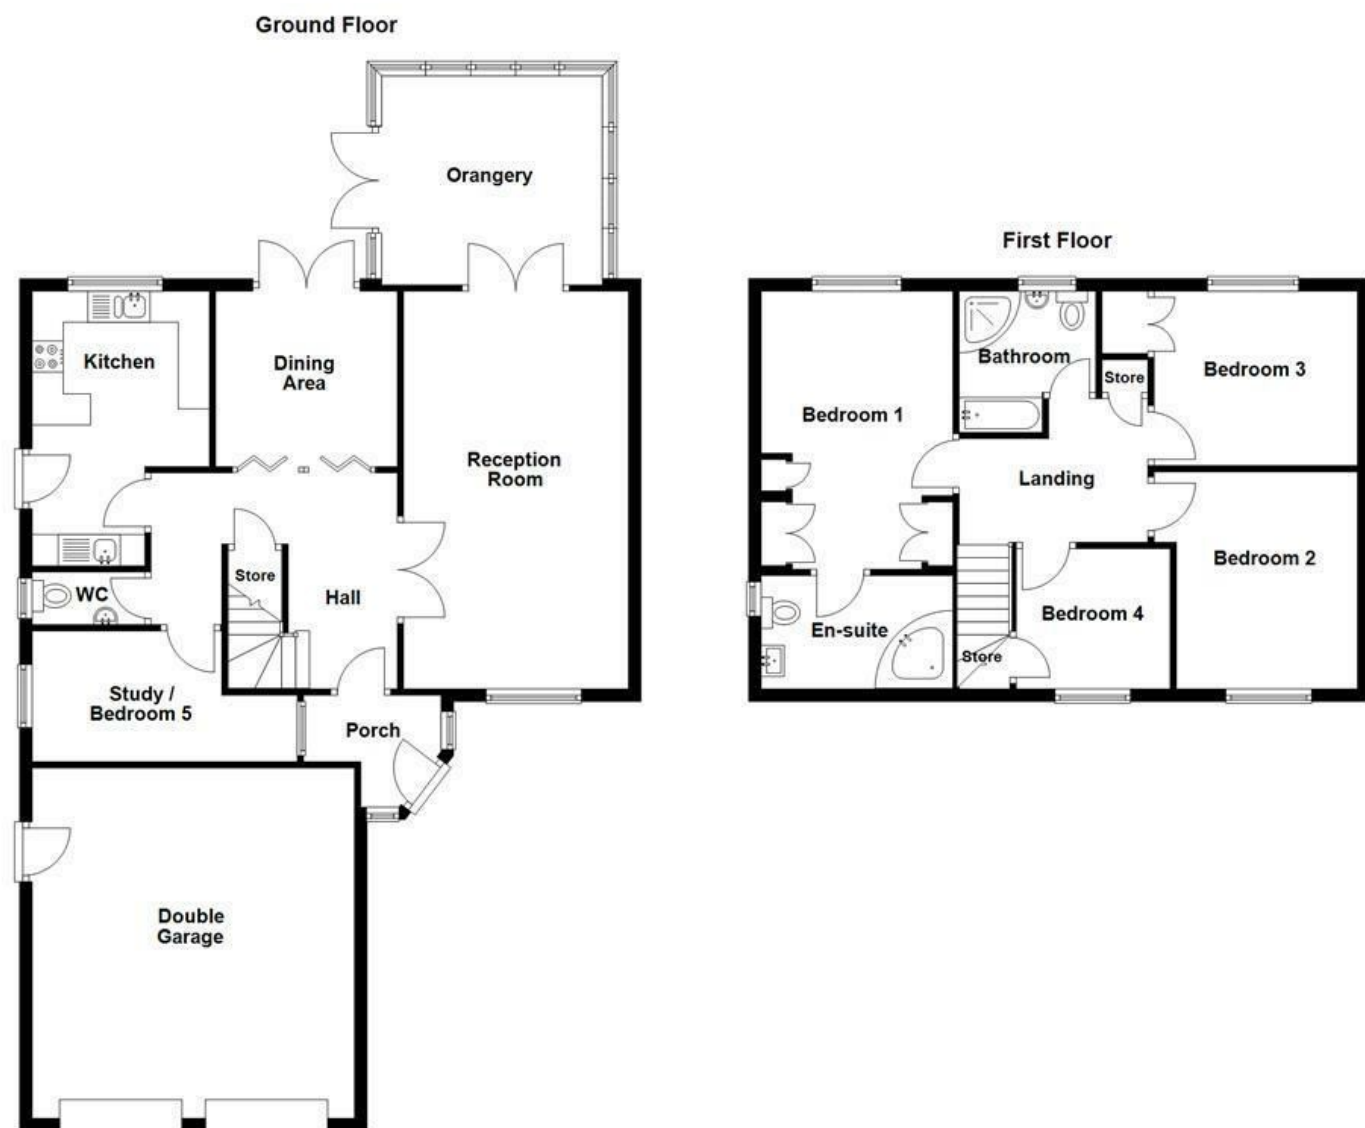 Ground Floor
Orangery
Kitchen
Dining
Area
Reception
Room
Store
WC
Hall
Study /
Bedroom 5
Porch
Double
Garage
First Floor
Bathroom
Store
Bedroom 3
Bedroom 1
Landing
Bedroom 2
Bedroom 4
En-suite
Store